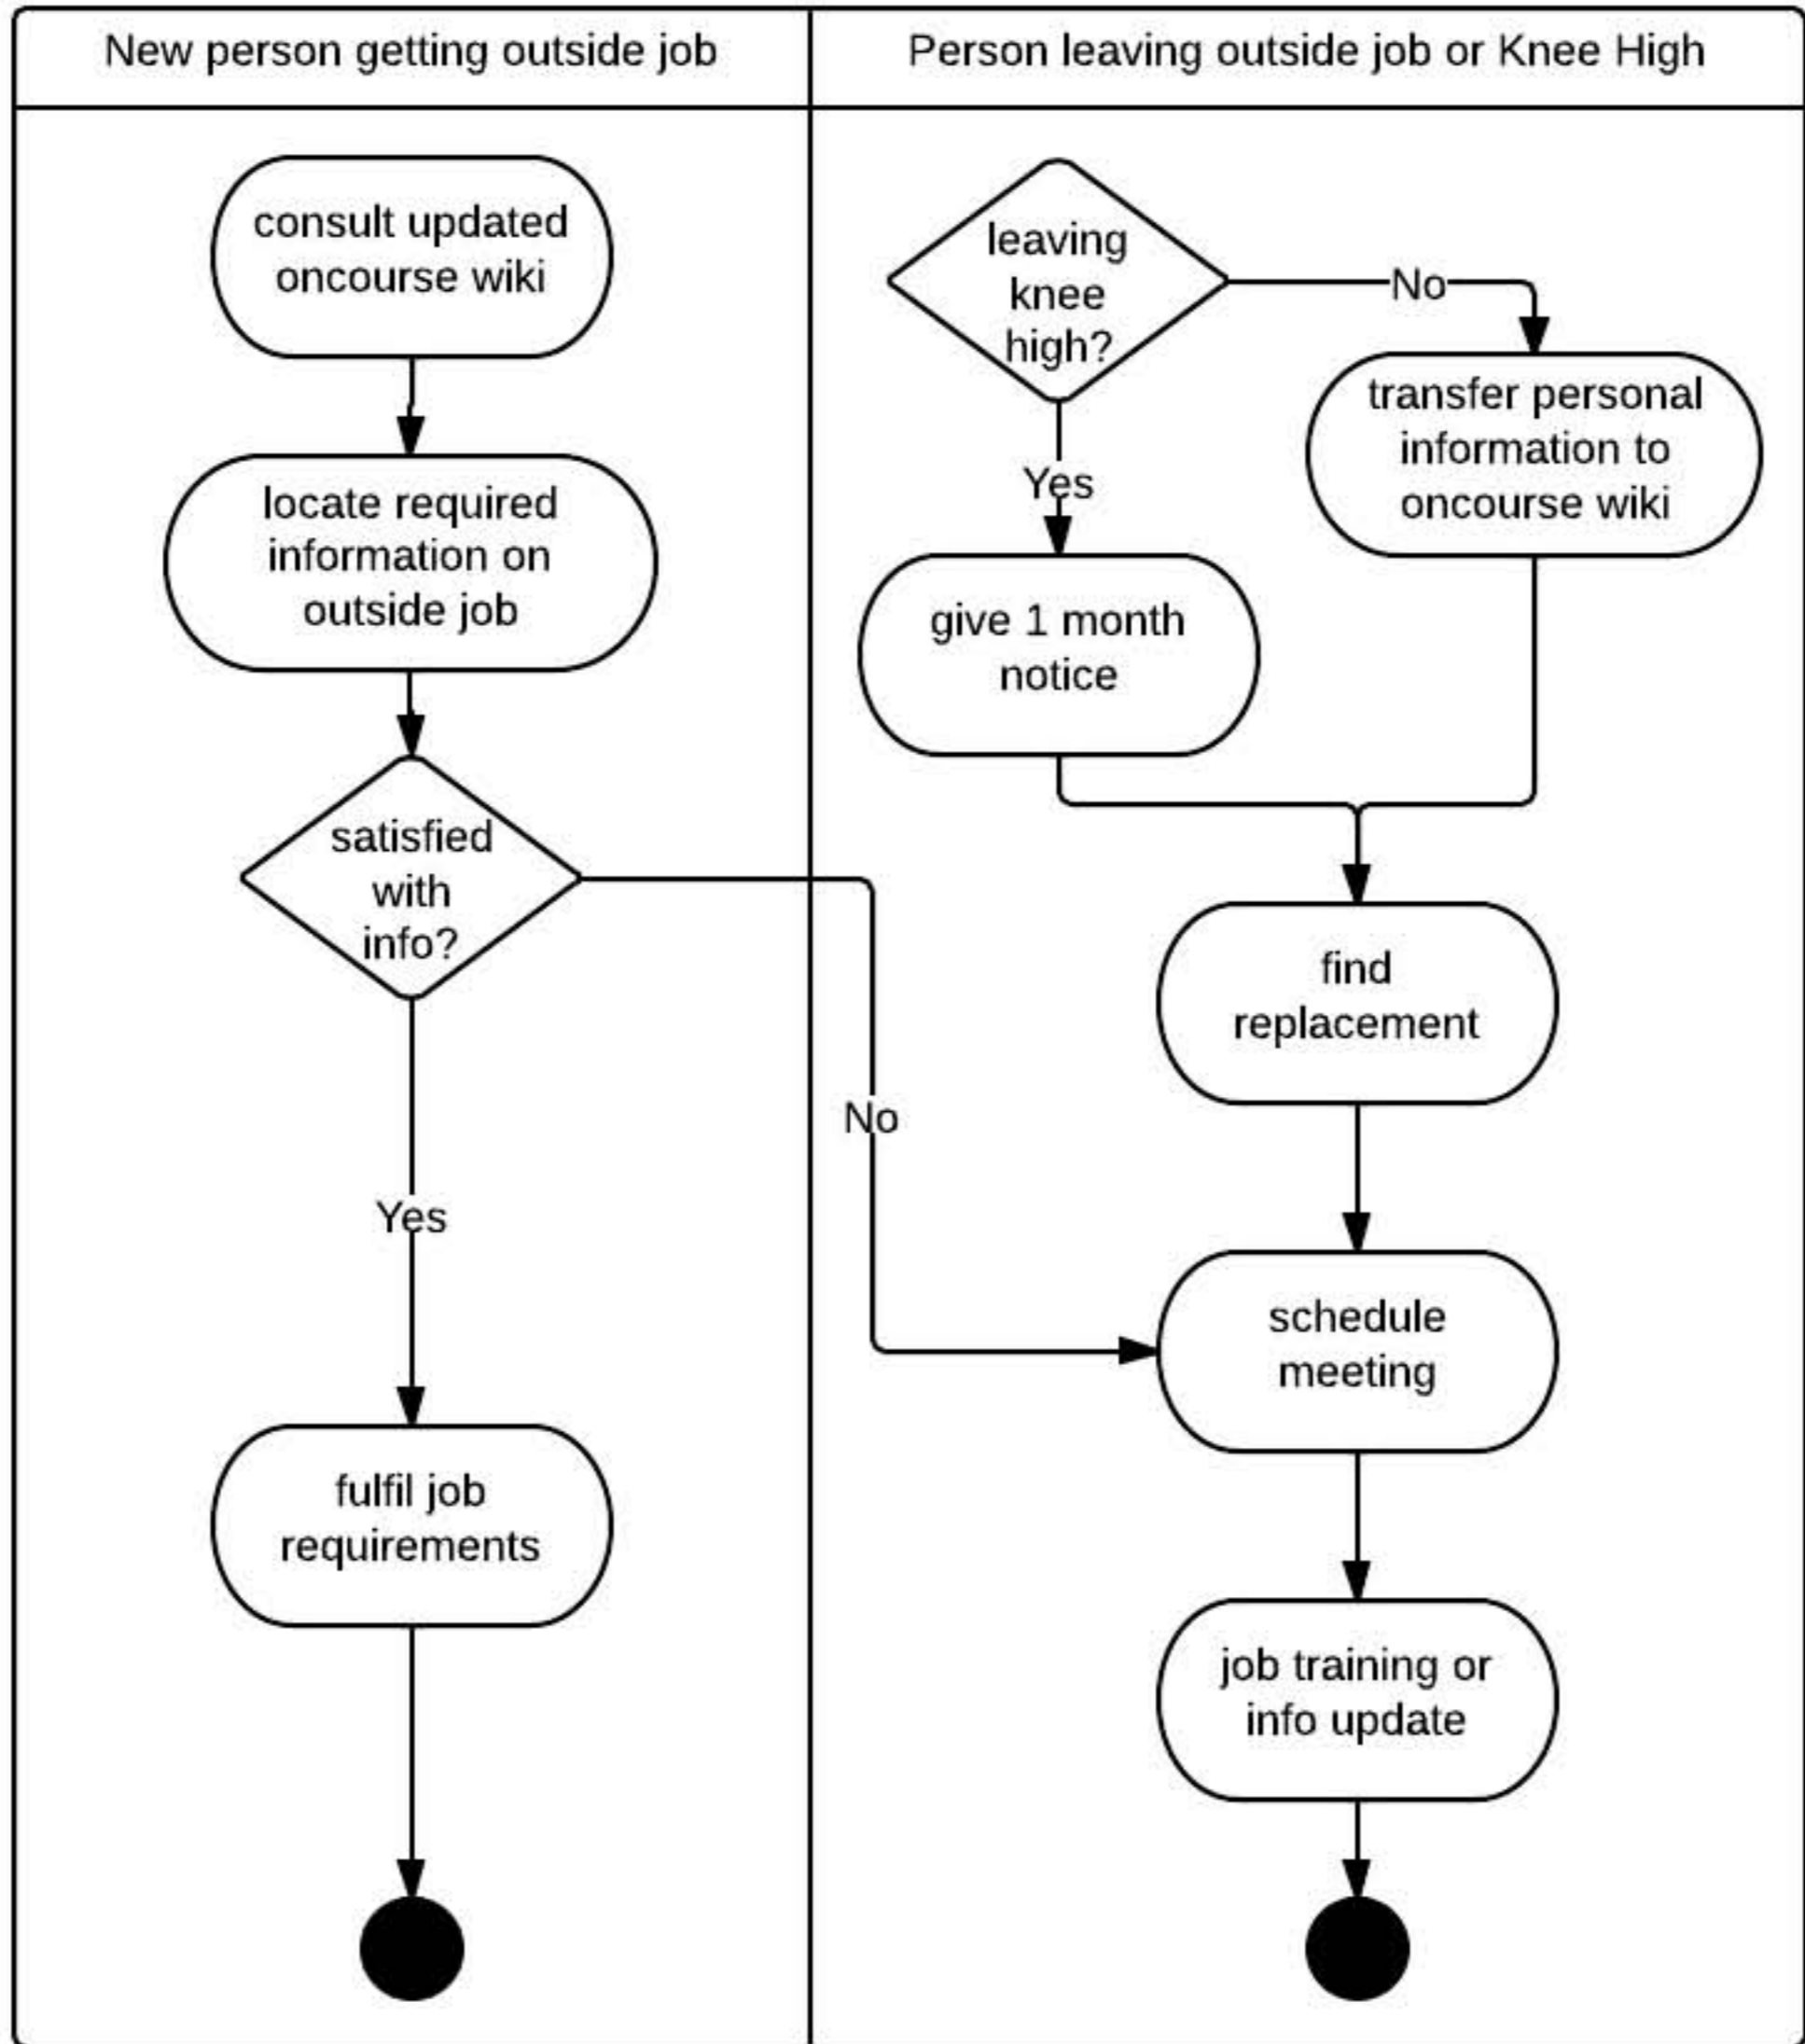 New person getting outside job
Person leaving outside job or Knee High
consult updated
oncourse wiki
locate required
information on
outside job
satisfied
with
info?
Yes
No
fulfil job
requirements
leaving
knee
high?
No
Yes
transfer personal
information to
oncourse wiki
give 1 month
notice
find
replacement
schedule
meeting
job training or
info update